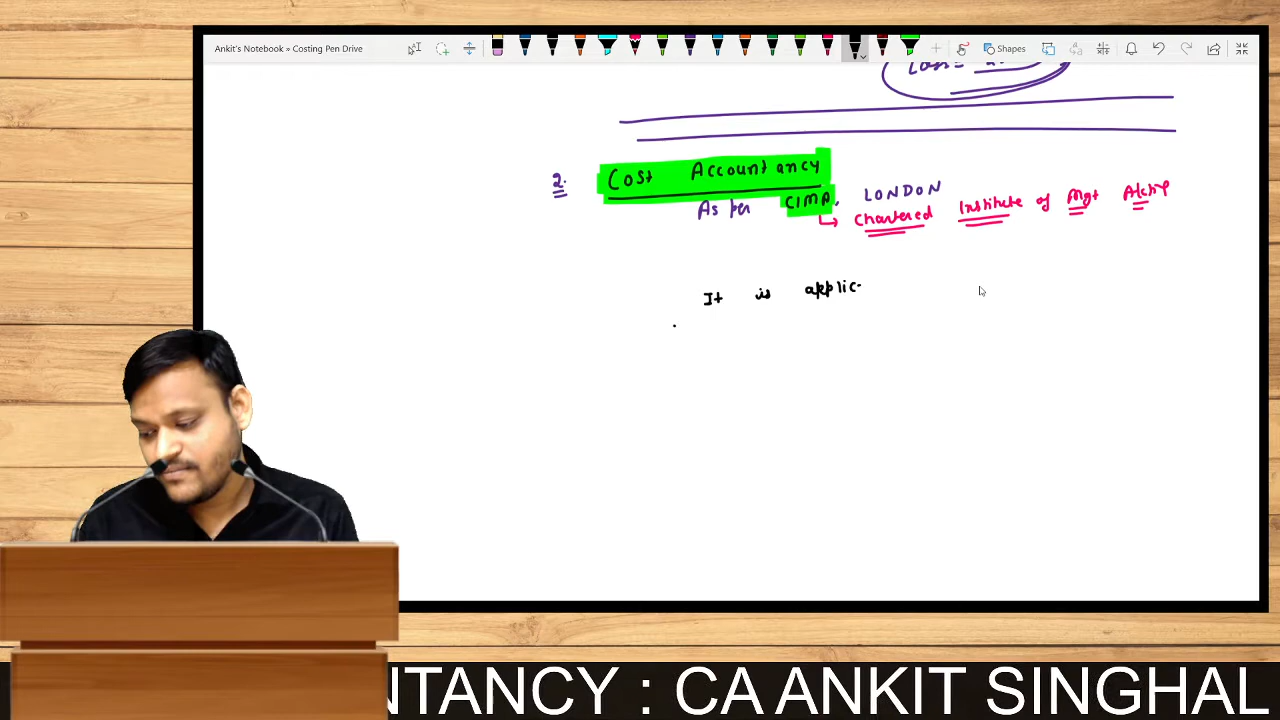 Ankit's Notebook » Costing Pen Drive
Shapes
2. Cost Accountancy
As per CIMA, LONDON
Chartered Institute of Mgt
It is applic
NTANCY : CA ANKIT SINGHAL